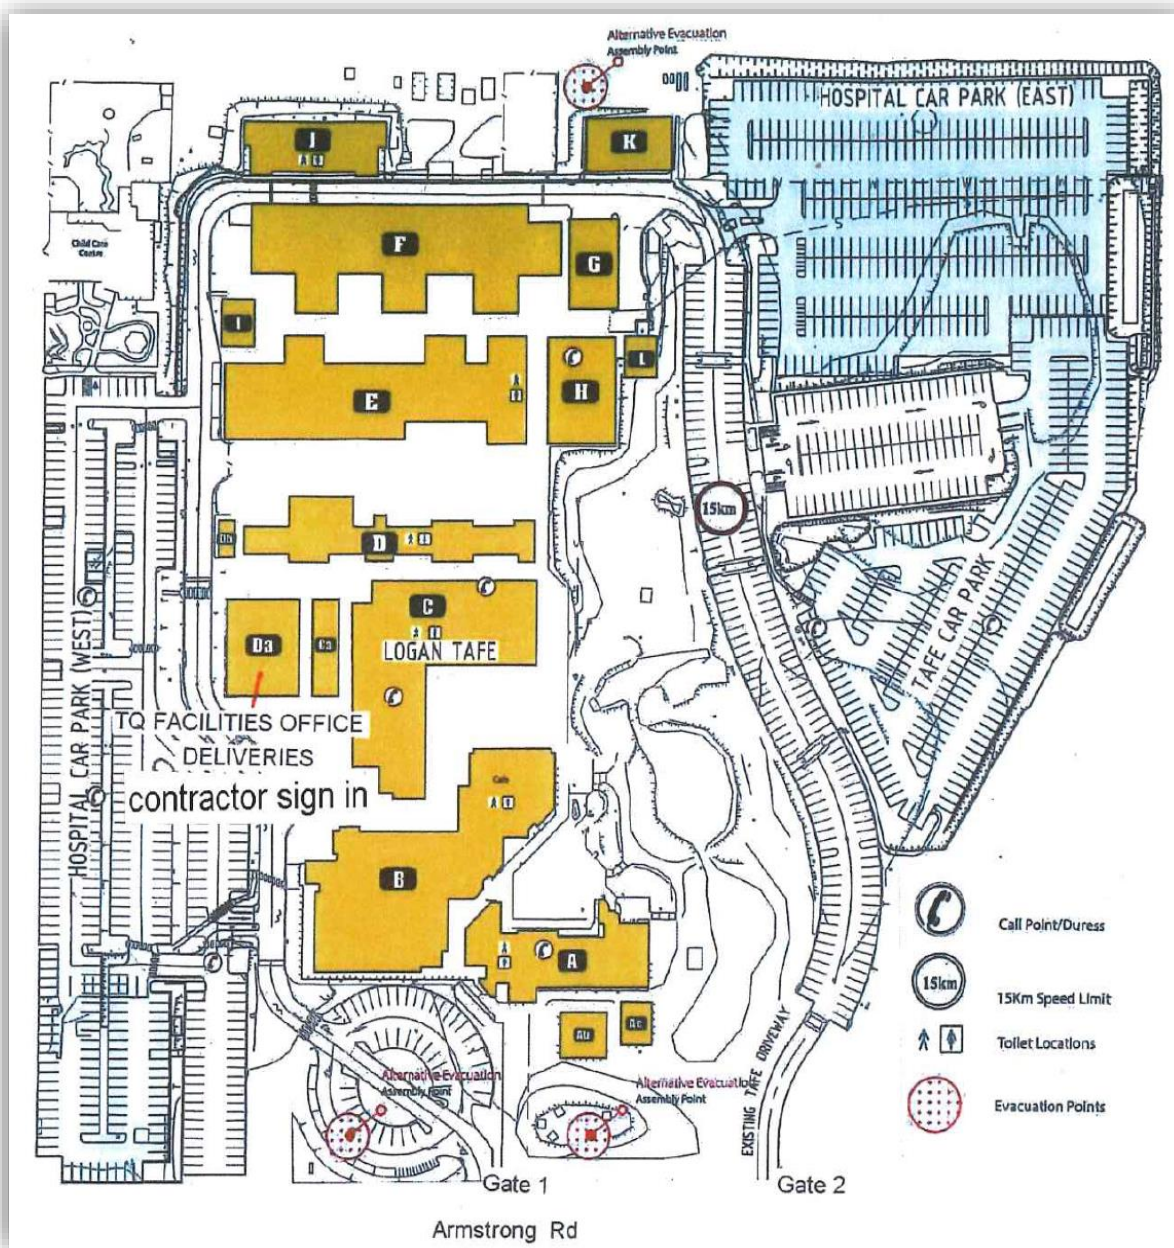 Alternative Evacuation
Assembly Point
HOSPITAL CAR PARK (EAST)
J
K
Child Care
Centre
F
G
I
L
H
E
15km
D
C
LOGAN TAFE
Da
Ca
TAFE CAR PARK
HOSPITAL CAR PARK (WEST)
TQ FACILITIES OFFICE
DELIVERIES
contractor sign in
Cafe
B
A
Call Point/Duress
15km
15Km Speed Limit
Toilet Locations
Evacuation Points
Ab
EXISTING TAFE DRIVEWAY
Alternative Evacuation
Assembly Point
Alternative Evacuation
Assembly Point
Gate 1
Gate 2
Armstrong Rd